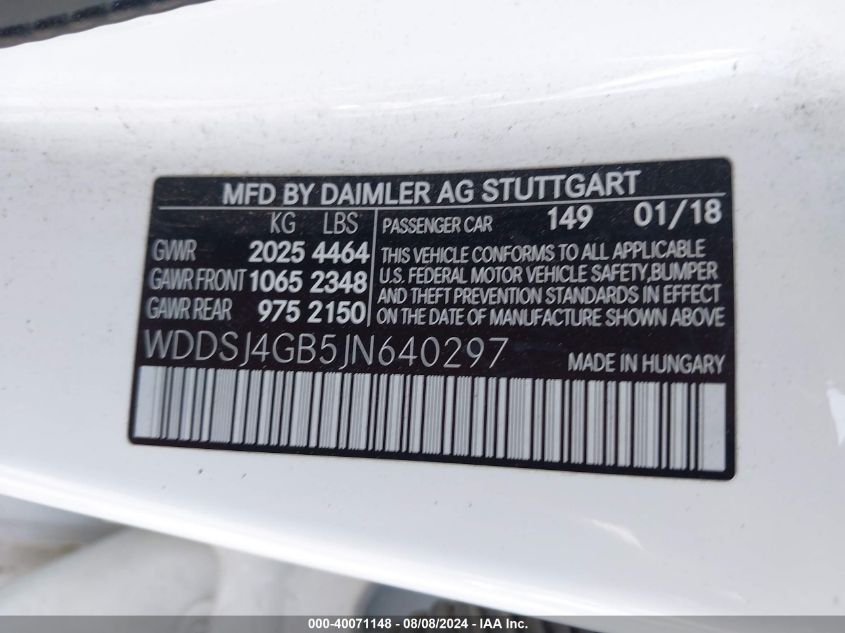 MFD BY DAIMLER AG STUTTGART
KG LBS
GVWR 2025 4464
GAWR FRONT 1065 2348
GAWR REAR 975 2150
PASSENGER CAR 149 01/18
THIS VEHICLE CONFORMS TO ALL APPLICABLE
U.S. FEDERAL MOTOR VEHICLE SAFETY,BUMPER
AND THEFT PREVENTION STANDARDS IN EFFECT
ON THE DATE OF MANUFACTURE SHOWN ABOVE
WDDSJ4GB5JN640297 MADE IN HUNGARY
000-40071148 - 08/08/2024 - IAA Inc.